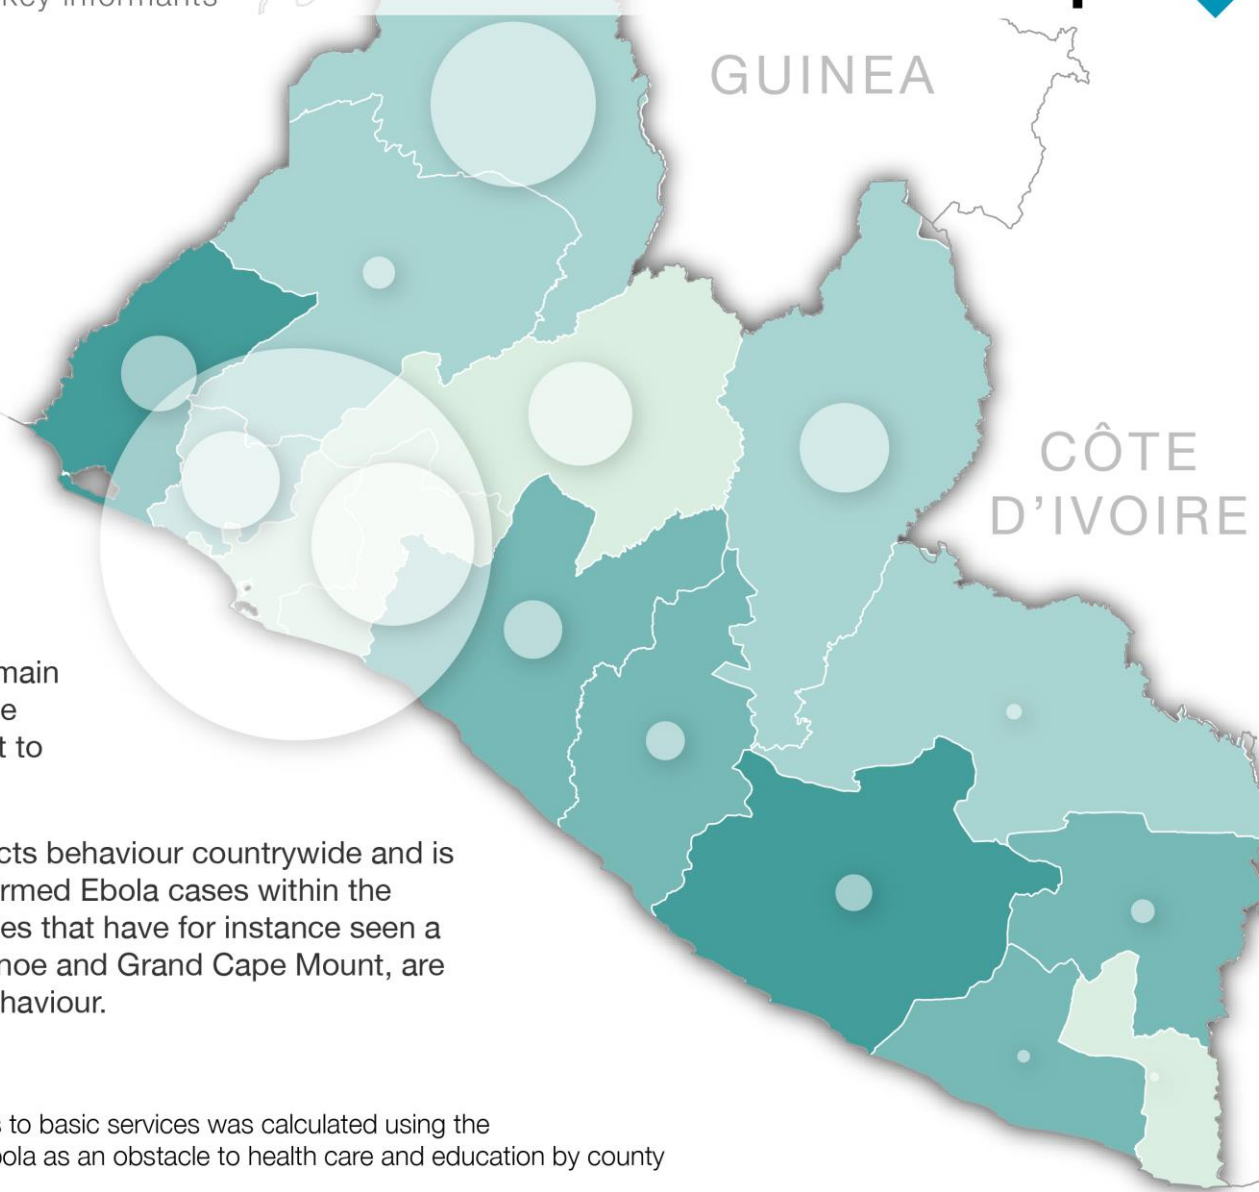 key informants
GUINEA
CÔTE
D'IVOIRE
main
e
t to
cts behaviour countrywide and is
rmed Ebola cases within the
es that have for instance seen a
noe and Grand Cape Mount, are
haviour.
s to basic services was calculated using the
bola as an obstacle to health care and education by county